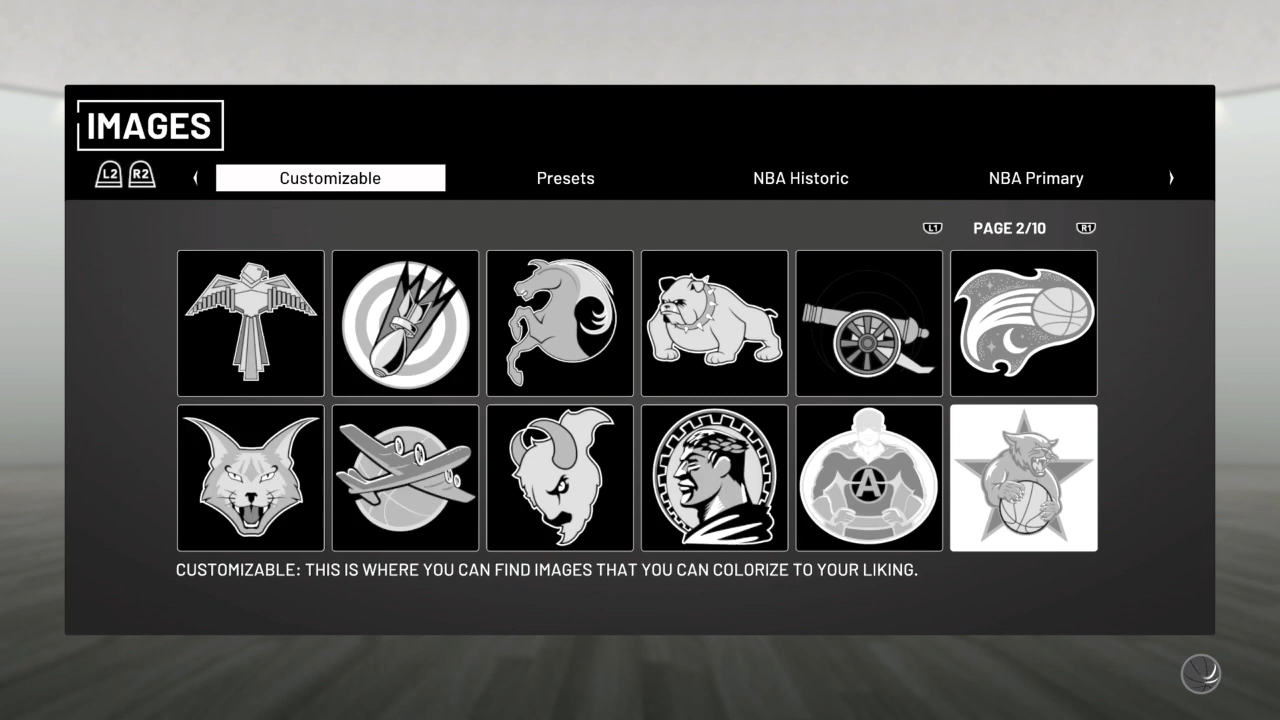 IMAGES
L2 R2 Customizable Presets NBA Historic NBA Primary
L1 PAGE 2/10 R1
A
CUSTOMIZABLE: THIS IS WHERE YOU CAN FIND IMAGES THAT YOU CAN COLORIZE TO YOUR LIKING.